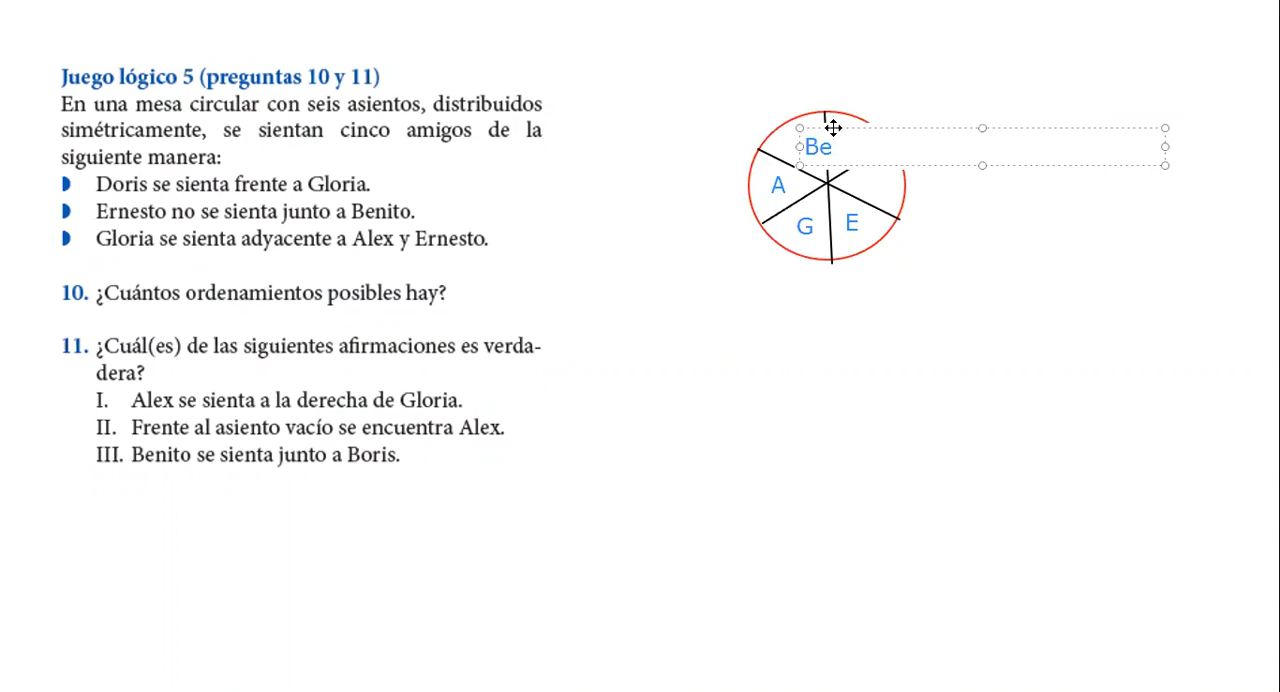 Juego lógico 5 (preguntas 10 y 11)
En una mesa circular con seis asientos, distribuidos
simétricamente, se sientan cinco amigos de la
siguiente manera:
Doris se sienta frente a Gloria.
Ernesto no se sienta junto a Benito.
Gloria se sienta adyacente a Alex y Ernesto.
10. ¿Cuántos ordenamientos posibles hay?
11. ¿Cuál(es) de las siguientes afirmaciones es verda-
dera?
I. Alex se sienta a la derecha de Gloria.
II. Frente al asiento vacío se encuentra Alex.
III. Benito se sienta junto a Boris.
Be
A
G E